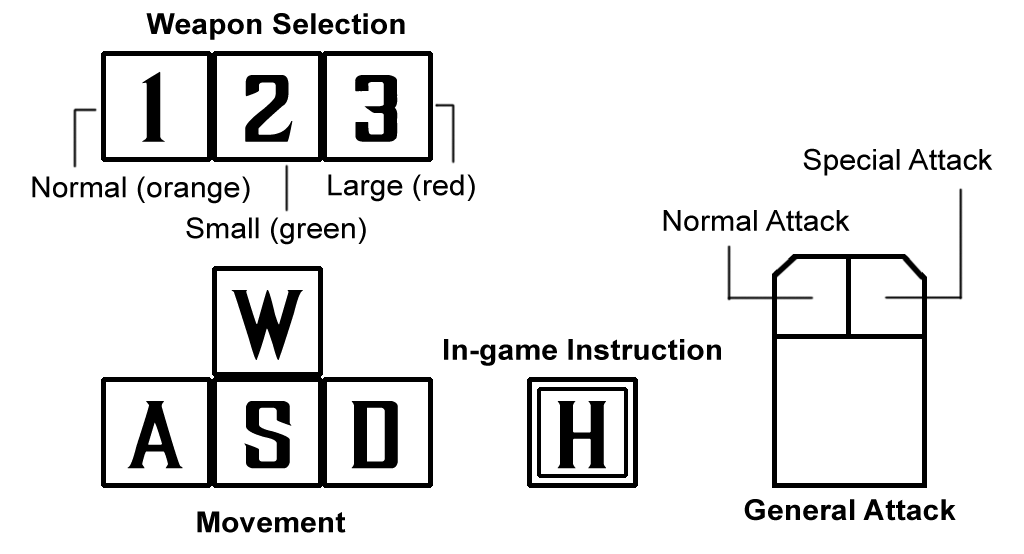 Weapon Selection
1 2 3
Normal (orange)
Large (red)
Small (green)
Special Attack
Normal Attack
W
In-game Instruction
A S D
H
General Attack
Movement